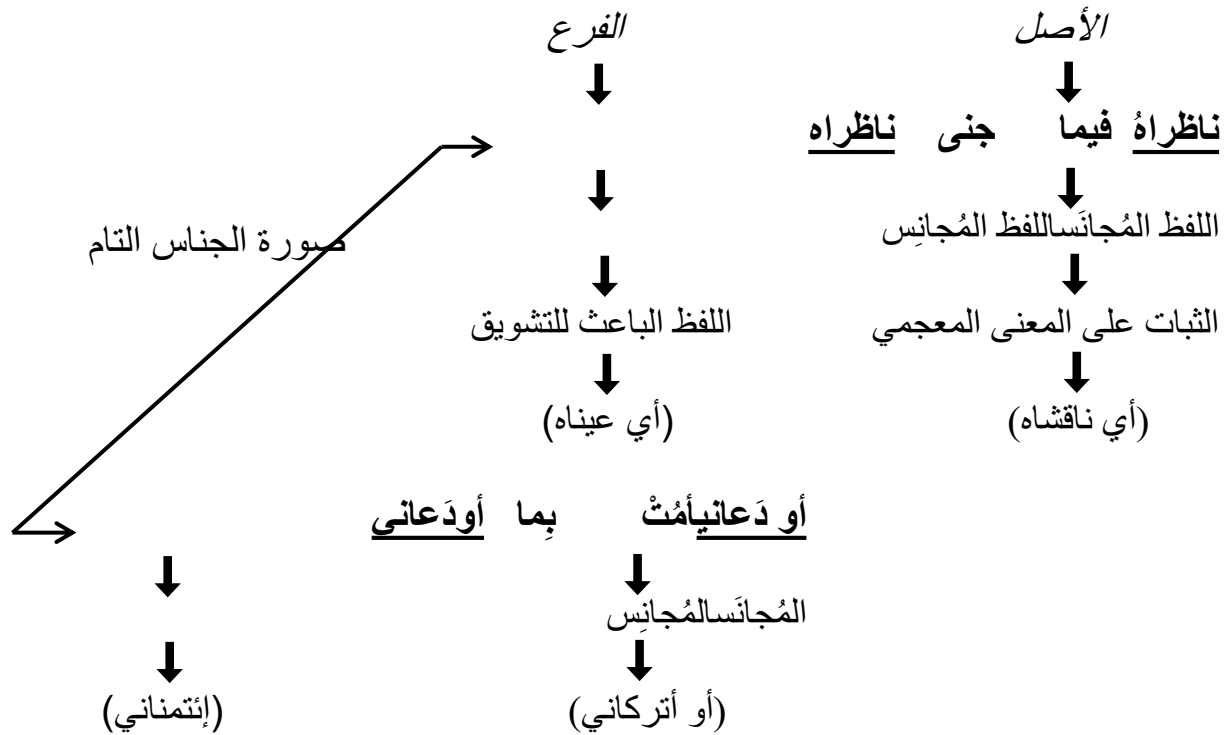 الأصل الفرع
ناظراهُ فيما جنى ناظراه
اللفظ المُجانَساللفظ المُجانِس
صورة الجناس التام
الثبات على المعنى المعجمي اللفظ الباعث للتشويق
(أي ناقشاه) (أي عيناه)
أو دَعانيأمُتْ بِما أودَعاني
المُجانَسالمُجانِس
(أو أتركاني) (إئتمناني)